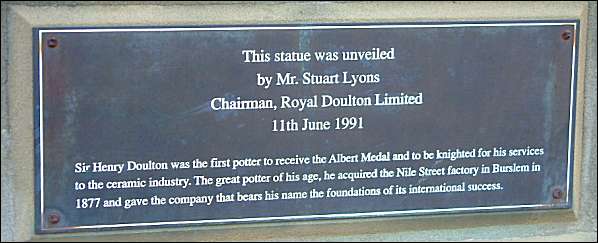 This statue was unveiled
by Mr. Stuart Lyons
Chairman, Royal Doulton Limited
11th June 1991
Sir Henry Doulton was the first potter to receive the Albert Medal and to be knighted for his services
to the ceramic industry. The great potter of his age, he acquired the Nile Street factory in Burslem in
1877 and gave the company that bears his name the foundations of its international success.